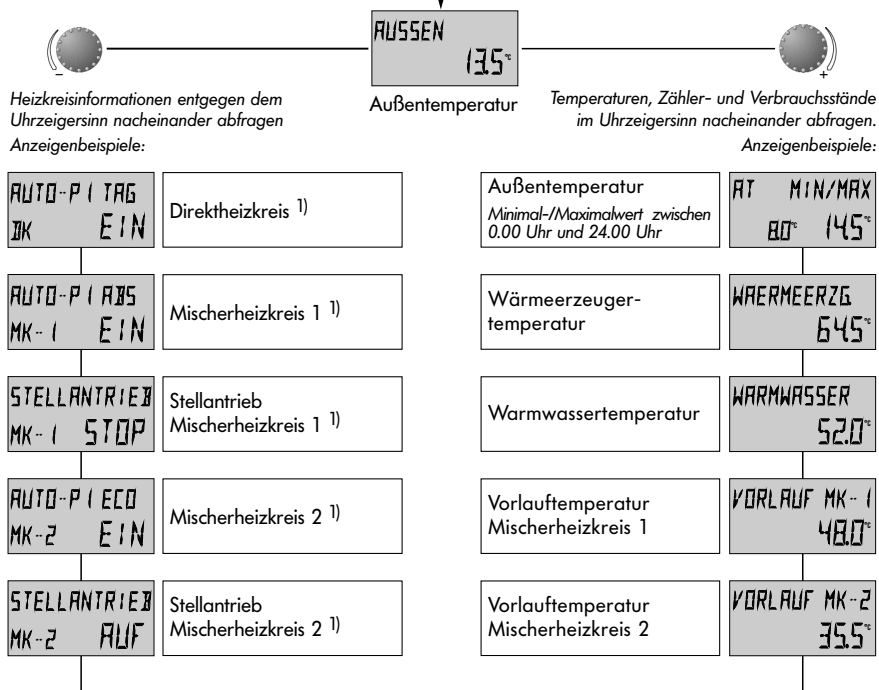 AUSSEN
13.5°C
Außentemperatur
–
+
Heizkreisinformationen entgegen dem
Uhrzeigersinn nacheinander abfragen
Anzeigenbeispiele:
Temperaturen, Zähler- und Verbrauchsstände
im Uhrzeigersinn nacheinander abfragen.
Anzeigenbeispiele:
AUTO-P1 TAG
DK EIN
Direktheizkreis 1)
AUTO-P1 ABS
MK-1 EIN
Mischerheizkreis 1 1)
STELLANTRIEB
MK-1 STOP
Stellantrieb
Mischerheizkreis 1 1)
AUTO-P1 ECO
MK-2 EIN
Mischerheizkreis 2 1)
STELLANTRIEB
MK-2 AUF
Stellantrieb
Mischerheizkreis 2 1)
Außentemperatur
Minimal-/Maximalwert zwischen
0.00 Uhr und 24.00 Uhr
AT MIN/MAX
8.0° 14.5°C
Wärmeerzeuger-
temperatur
WAERMEERZG.
64.5°C
Warmwassertemperatur
WARMWASSER
52.0°C
Vorlauftemperatur
Mischerheizkreis 1
VORLAUF MK-1
48.0°C
Vorlauftemperatur
Mischerheizkreis 2
VORLAUF MK-2
35.5°C